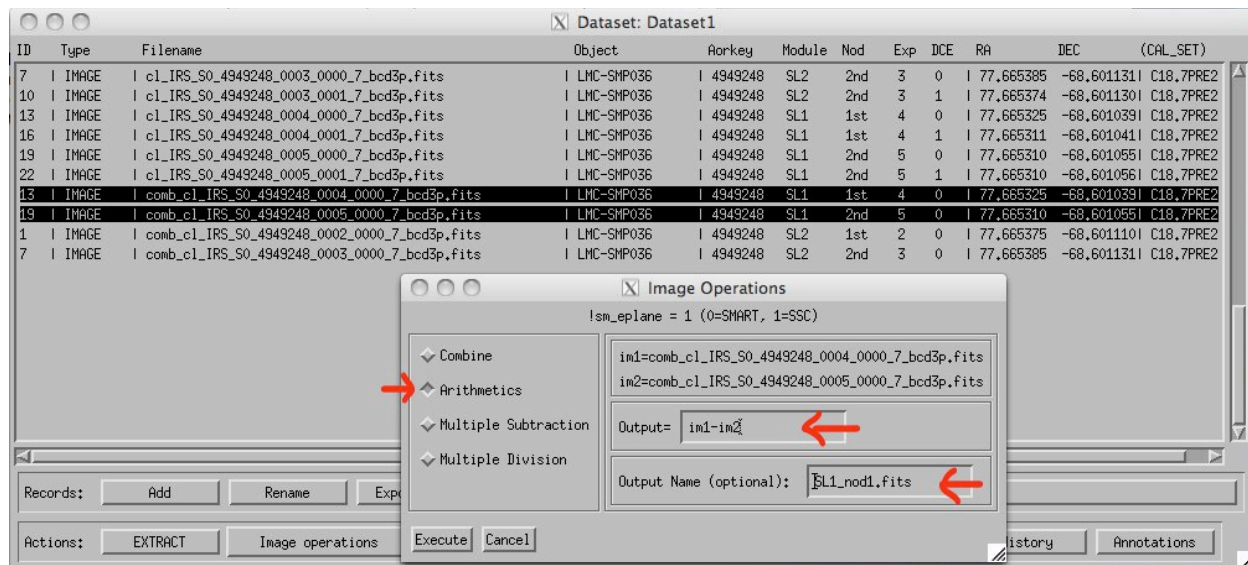 X Dataset: Dataset1
ID Type Filename Object Aorkey Module Nod Exp DCE RA DEC (CAL_SET)
7 | IMAGE | cl_IRS_S0_4949248_0003_0000_7_bcd3p.fits | LMC-SMP036 | 4949248 SL2 2nd 3 0 | 77.665385 -68.601131| C18.7PRE2
10 | IMAGE | cl_IRS_S0_4949248_0003_0001_7_bcd3p.fits | LMC-SMP036 | 4949248 SL2 2nd 3 1 | 77.665374 -68.601130| C18.7PRE2
13 | IMAGE | cl_IRS_S0_4949248_0004_0000_7_bcd3p.fits | LMC-SMP036 | 4949248 SL1 1st 4 0 | 77.665325 -68.601039| C18.7PRE2
16 | IMAGE | cl_IRS_S0_4949248_0004_0001_7_bcd3p.fits | LMC-SMP036 | 4949248 SL1 1st 4 1 | 77.665311 -68.601041| C18.7PRE2
19 | IMAGE | cl_IRS_S0_4949248_0005_0000_7_bcd3p.fits | LMC-SMP036 | 4949248 SL1 2nd 5 0 | 77.665310 -68.601055| C18.7PRE2
22 | IMAGE | cl_IRS_S0_4949248_0005_0001_7_bcd3p.fits | LMC-SMP036 | 4949248 SL1 2nd 5 1 | 77.665310 -68.601056| C18.7PRE2
13 | IMAGE | comb_cl_IRS_S0_4949248_0004_0000_7_bcd3p.fits | LMC-SMP036 | 4949248 SL1 1st 4 0 | 77.665325 -68.601039| C18.7PRE2
19 | IMAGE | comb_cl_IRS_S0_4949248_0005_0000_7_bcd3p.fits | LMC-SMP036 | 4949248 SL1 2nd 5 0 | 77.665310 -68.601055| C18.7PRE2
1 | IMAGE | comb_cl_IRS_S0_4949248_0002_0000_7_bcd3p.fits | LMC-SMP036 | 4949248 SL2 1st 2 0 | 77.665375 -68.601110| C18.7PRE2
7 | IMAGE | comb_cl_IRS_S0_4949248_0003_0000_7_bcd3p.fits | LMC-SMP036 | 4949248 SL2 2nd 3 0 | 77.665385 -68.601131| C18.7PRE2
X Image Operations
!sm_eplane = 1 (0=SMART, 1=SSC)
Combine
Arithmetics
Multiple Subtraction
Multiple Division
im1=comb_cl_IRS_S0_4949248_0004_0000_7_bcd3p.fits
im2=comb_cl_IRS_S0_4949248_0005_0000_7_bcd3p.fits
Output= im1-im2
Output Name (optional): SL1_nod1.fits
Execute Cancel
Records: Add Rename Expo
Actions: EXTRACT Image operations istory Annotations